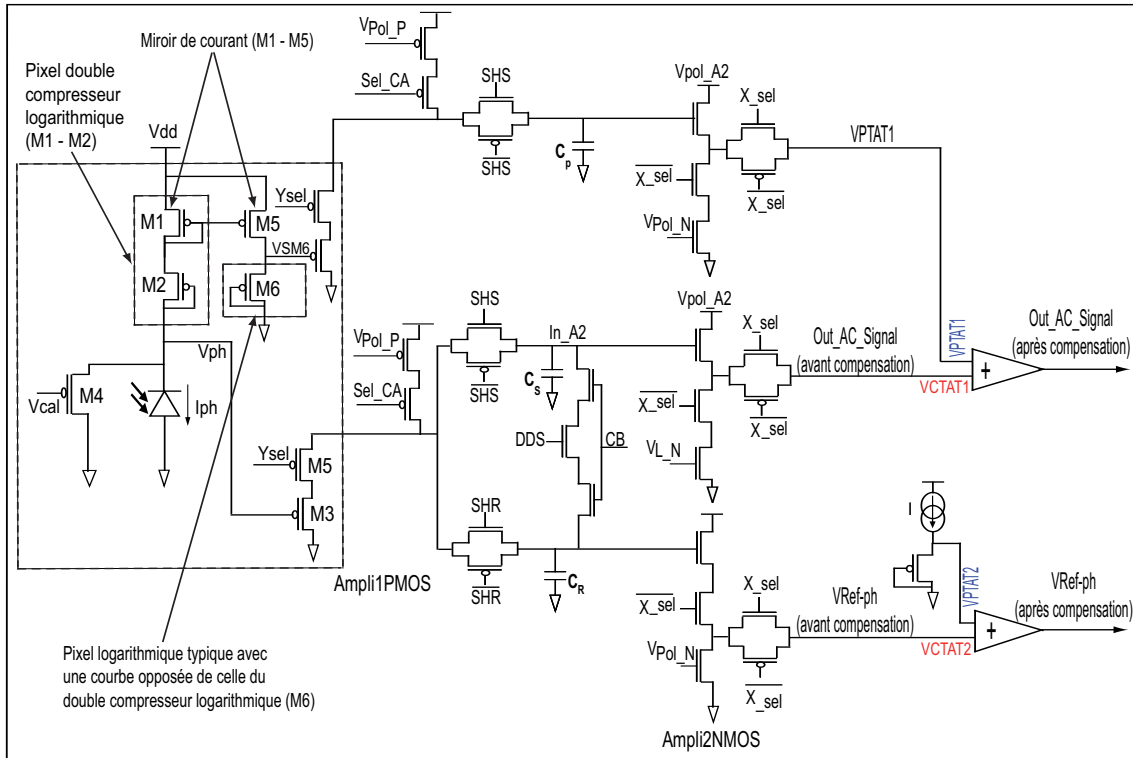 Miroir de courant (M1 - M5)
Pixel double
compresseur
logarithmique
(M1 - M2)
Vdd
M1
M2
M5
VSM6
M6
Ysel
Vph
M4
Vcal
Iph
Ysel
M5
M3
Pixel logarithmique typique avec
une courbe opposée de celle du
double compresseur logarithmique (M6)
VPol_P
Sel_CA
SHS
SHS
Cp
Vpol_A2
X_sel
VPol_N
X_sel
X_sel
VPTAT1
VPol_P
Sel_CA
SHS
SHS
In_A2
CS
DDS
CB
Vpol_A2
X_sel
VL_N
X_sel
X_sel
Out_AC_Signal
(avant compensation)
VPTAT1
VCTAT1
+
Out_AC_Signal
(après compensation)
SHR
SHR
CR
Ampli1PMOS
X_sel
VPol_N
X_sel
X_sel
Ampli2NMOS
VRef-ph
(avant compensation)
I
VPTAT2
VCTAT2
+
VRef-ph
(après compensation)